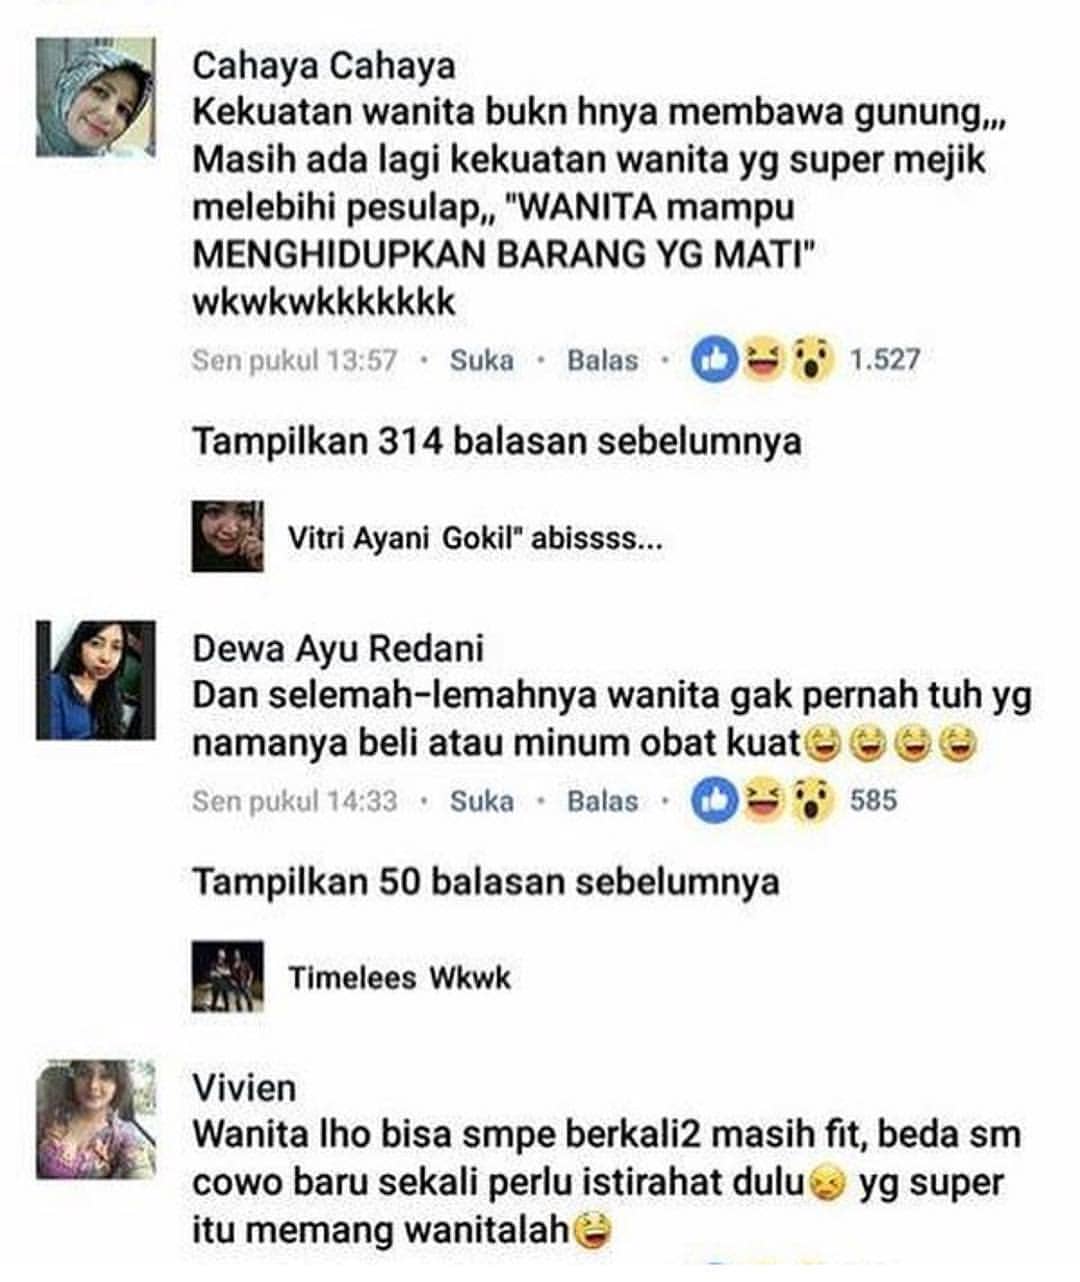 Cahaya Cahaya
Kekuatan wanita bukn hnya membawa gunung,,,
Masih ada lagi kekuatan wanita yg super mejik
melebihi pesulap,, "WANITA mampu
MENGHIDUPKAN BARANG YG MATI"
wkwkwkkkkkkk
Sen pukul 13:57 · Suka · Balas · 1.527
Tampilkan 314 balasan sebelumnya
Vitri Ayani Gokil" abissss...
Dewa Ayu Redani
Dan selemah-lemahnya wanita gak pernah tuh yg
namanya beli atau minum obat kuat😅😅😅😅
Sen pukul 14:33 · Suka · Balas · 585
Tampilkan 50 balasan sebelumnya
Timelees Wkwk
Vivien
Wanita lho bisa smpe berkali2 masih fit, beda sm
cowo baru sekali perlu istirahat dulu😆 yg super
itu memang wanitalah😅